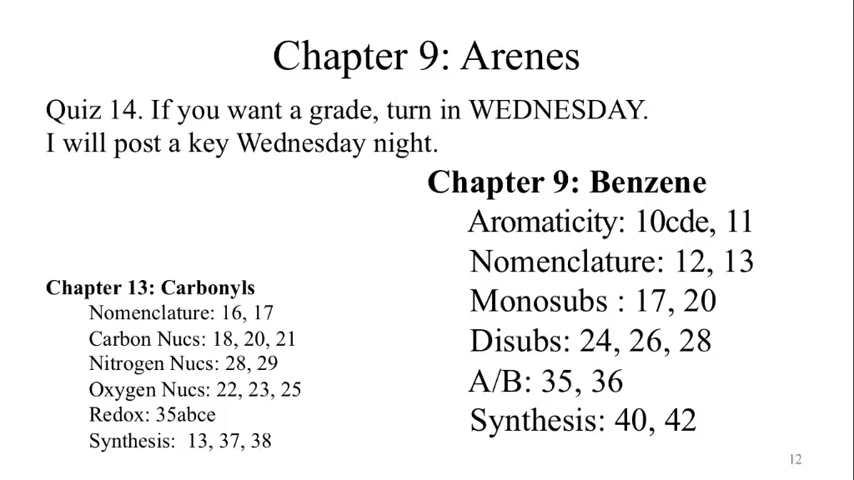 Chapter 9: Arenes
Quiz 14. If you want a grade, turn in WEDNESDAY.
I will post a key Wednesday night.
Chapter 9: Benzene
Aromaticity: 10cde, 11
Nomenclature: 12, 13
Monosubs : 17, 20
Disubs: 24, 26, 28
A/B: 35, 36
Synthesis: 40, 42
Chapter 13: Carbonyls
Nomenclature: 16, 17
Carbon Nucs: 18, 20, 21
Nitrogen Nucs: 28, 29
Oxygen Nucs: 22, 23, 25
Redox: 35abce
Synthesis:  13, 37, 38
12